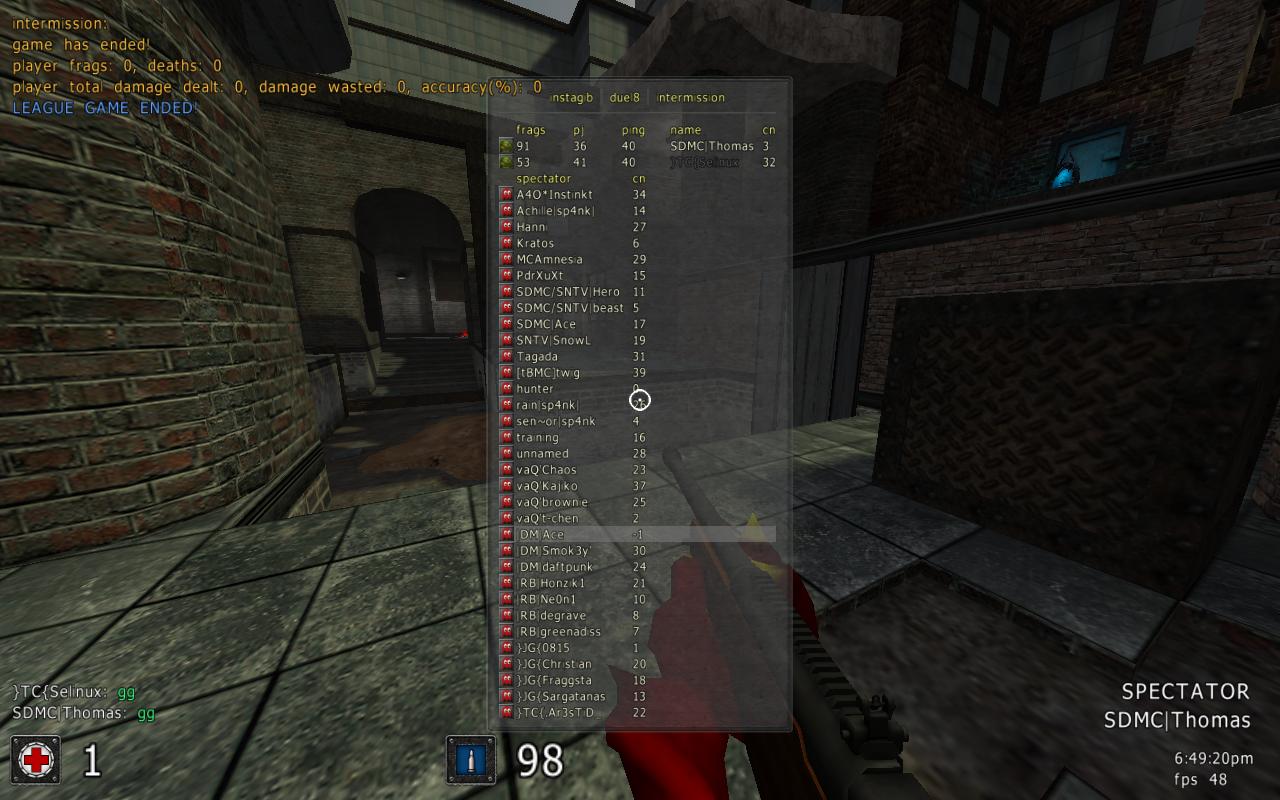 intermission:
game has ended!
player frags: 0, deaths: 0
player total damage dealt: 0, damage wasted: 0, accuracy(%): 0
LEAGUE GAME ENDED!
instagib duel8 intermission
frags pj ping name cn
91 36 40 SDMC|Thomas 3
53 41 40 }TC{Selinux 32
spectator cn
A4O*Instinkt 34
Achille|sp4nk| 14
Hanni 27
Kratos 6
MCAmnesia 29
PdrXuXt 15
SDMC/SNTV|Hero 11
SDMC/SNTV|beast 5
SDMC|Ace 17
SNTV|SnowL 19
Tagada 31
[tBMC]twig 39
hunter 0
rain|sp4nk|
sen~or|sp4nk 4
training 16
unnamed 28
vaQ'Chaos 23
vaQ'Kajiko 37
vaQ'brownie 25
vaQ't-chen 2
|DM|Ace -1
|DM|Smok3y' 30
|DM|daftpunk 24
|RB|Honzik1 21
|RB|Ne0n1 10
|RB|degrave 8
|RB|greenadiss 7
}JG{0815 1
}JG{Christian 20
}JG{Fraggsta 18
}JG{Sargatanas 13
}TC{.Ar3sTiD 22
}TC{Selinux: gg
SDMC|Thomas: gg
1
98
SPECTATOR
SDMC|Thomas
6:49:20pm
fps 48